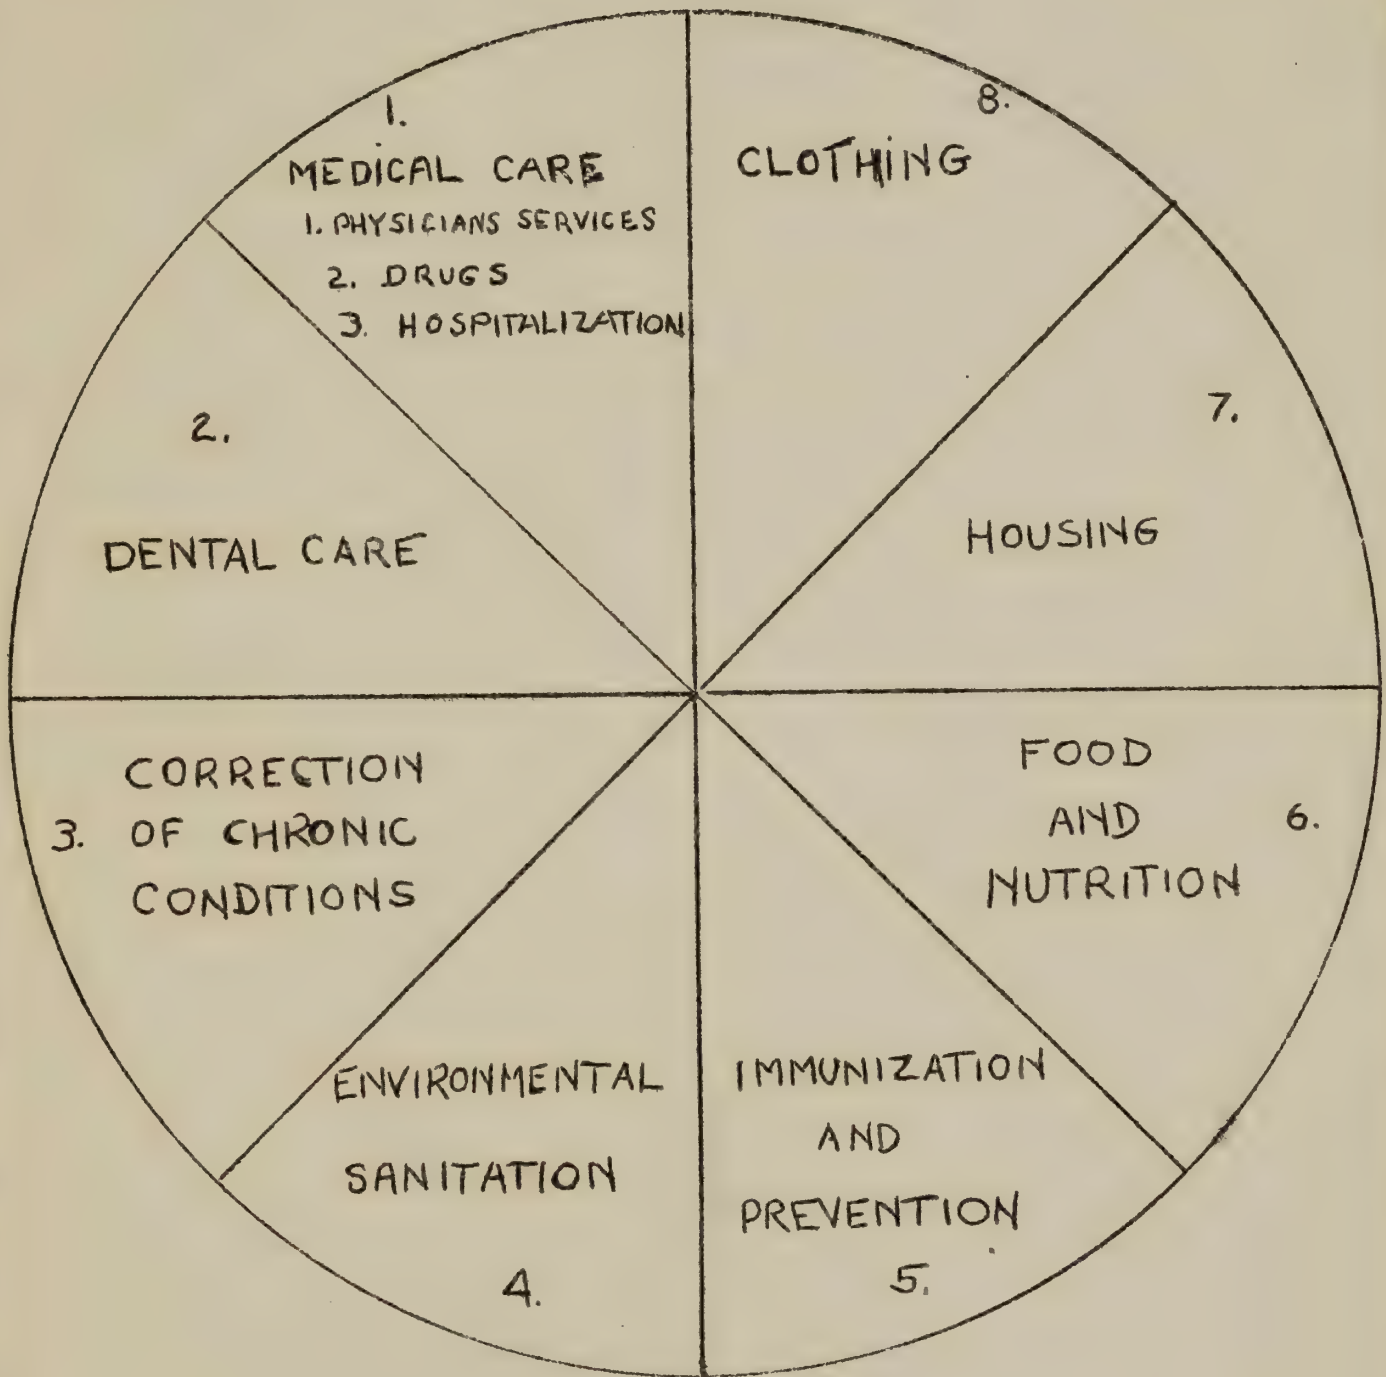 1.
MEDICAL CARE
1. PHYSICIANS SERVICES
2. DRUGS
3. HOSPITALIZATION
2.
DENTAL CARE
CORRECTION
3. OF CHRONIC
CONDITIONS
ENVIRONMENTAL
SANITATION
4.
IMMUNIZATION
AND
PREVENTION
5.
FOOD
AND 6.
NUTRITION
7.
HOUSING
8.
CLOTHING